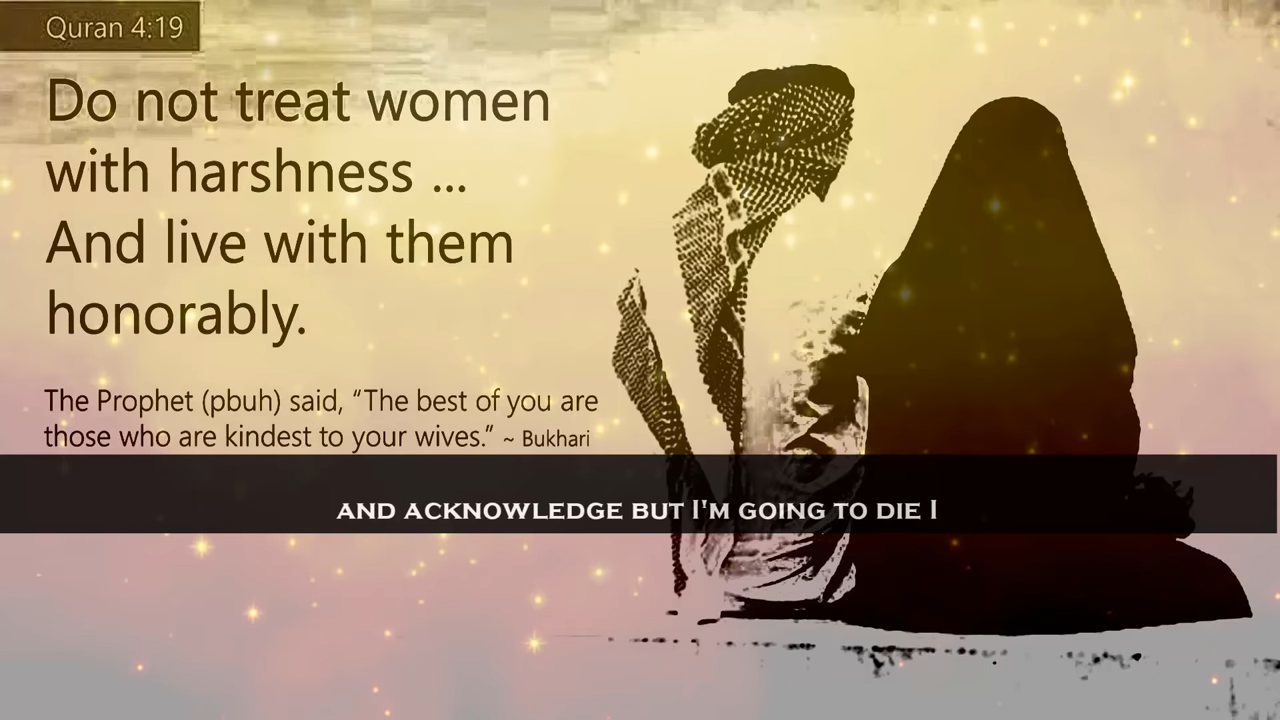 Quran 4:19
Do not treat women
with harshness ...
And live with them
honorably.
The Prophet (pbuh) said, “The best of you are
those who are kindest to your wives.” ~ Bukhari
AND ACKNOWLEDGE BUT I'M GOING TO DIE I